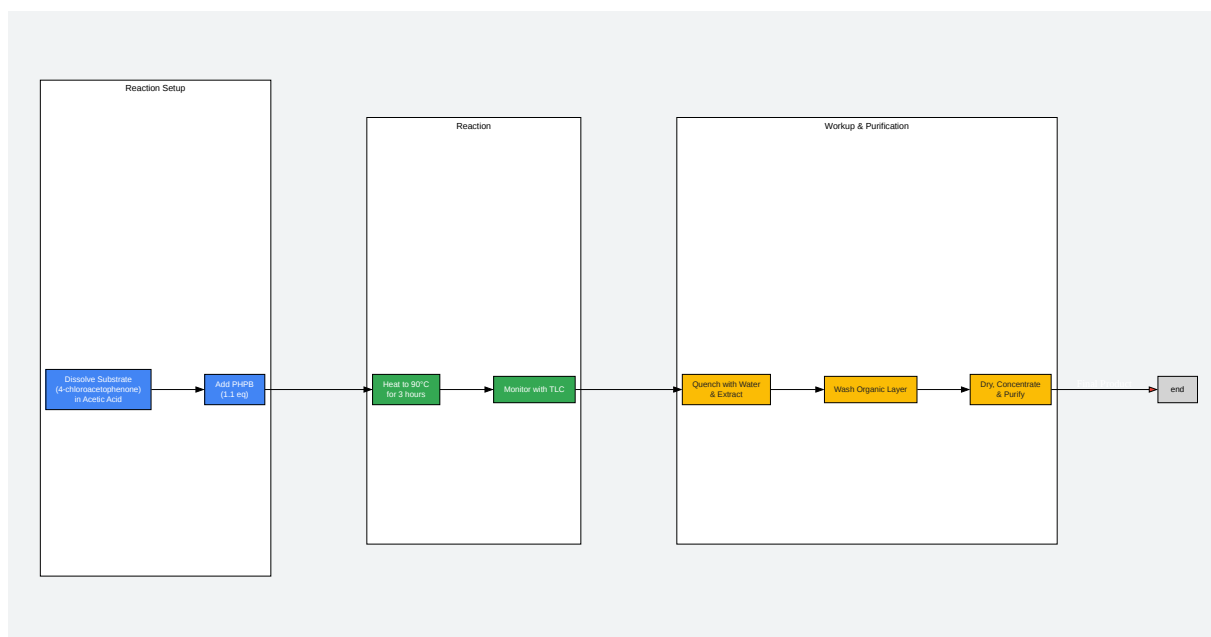 Reaction Setup
Dissolve Substrate
(4-chloroacetophenone)
in Acetic Acid
Add PHPB
(1.1 eq)
Reaction
Heat to 90°C
for 3 hours
Monitor with TLC
Workup & Purification
Quench with Water
& Extract
Wash Organic Layer
Dry, Concentrate
& Purify
end